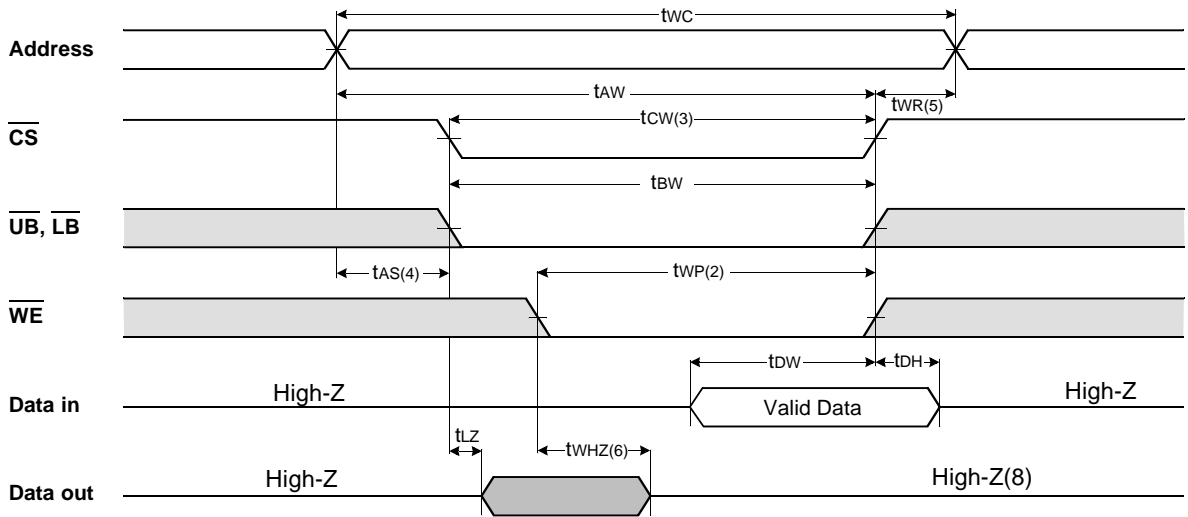 tWC
Address
tAW
tWR(5)
CS
tCW(3)
tBW
UB, LB
tAS(4)
tWP(2)
WE
tDW
tDH
Data in
High-Z
Valid Data
High-Z
tLZ
tWHZ(6)
Data out
High-Z
High-Z(8)